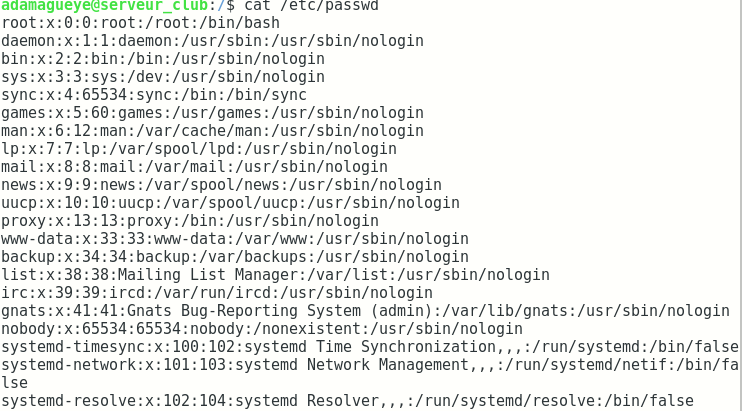 adamagueye@serveur_club:/$ cat /etc/passwd
root:x:0:0:root:/root:/bin/bash
daemon:x:1:1:daemon:/usr/sbin:/usr/sbin/nologin
bin:x:2:2:bin:/bin:/usr/sbin/nologin
sys:x:3:3:sys:/dev:/usr/sbin/nologin
sync:x:4:65534:sync:/bin:/bin/sync
games:x:5:60:games:/usr/games:/usr/sbin/nologin
man:x:6:12:man:/var/cache/man:/usr/sbin/nologin
lp:x:7:7:lp:/var/spool/lpd:/usr/sbin/nologin
mail:x:8:8:mail:/var/mail:/usr/sbin/nologin
news:x:9:9:news:/var/spool/news:/usr/sbin/nologin
uucp:x:10:10:uucp:/var/spool/uucp:/usr/sbin/nologin
proxy:x:13:13:proxy:/bin:/usr/sbin/nologin
www-data:x:33:33:www-data:/var/www:/usr/sbin/nologin
backup:x:34:34:backup:/var/backups:/usr/sbin/nologin
list:x:38:38:Mailing List Manager:/var/list:/usr/sbin/nologin
irc:x:39:39:ircd:/var/run/ircd:/usr/sbin/nologin
gnats:x:41:41:Gnats Bug-Reporting System (admin):/var/lib/gnats:/usr/sbin/nologin
nobody:x:65534:65534:nobody:/nonexistent:/usr/sbin/nologin
systemd-timesync:x:100:102:systemd Time Synchronization,,,:/run/systemd:/bin/false
systemd-network:x:101:103:systemd Network Management,,,:/run/systemd/netif:/bin/fa
lse
systemd-resolve:x:102:104:systemd Resolver,,,:/run/systemd/resolve:/bin/false